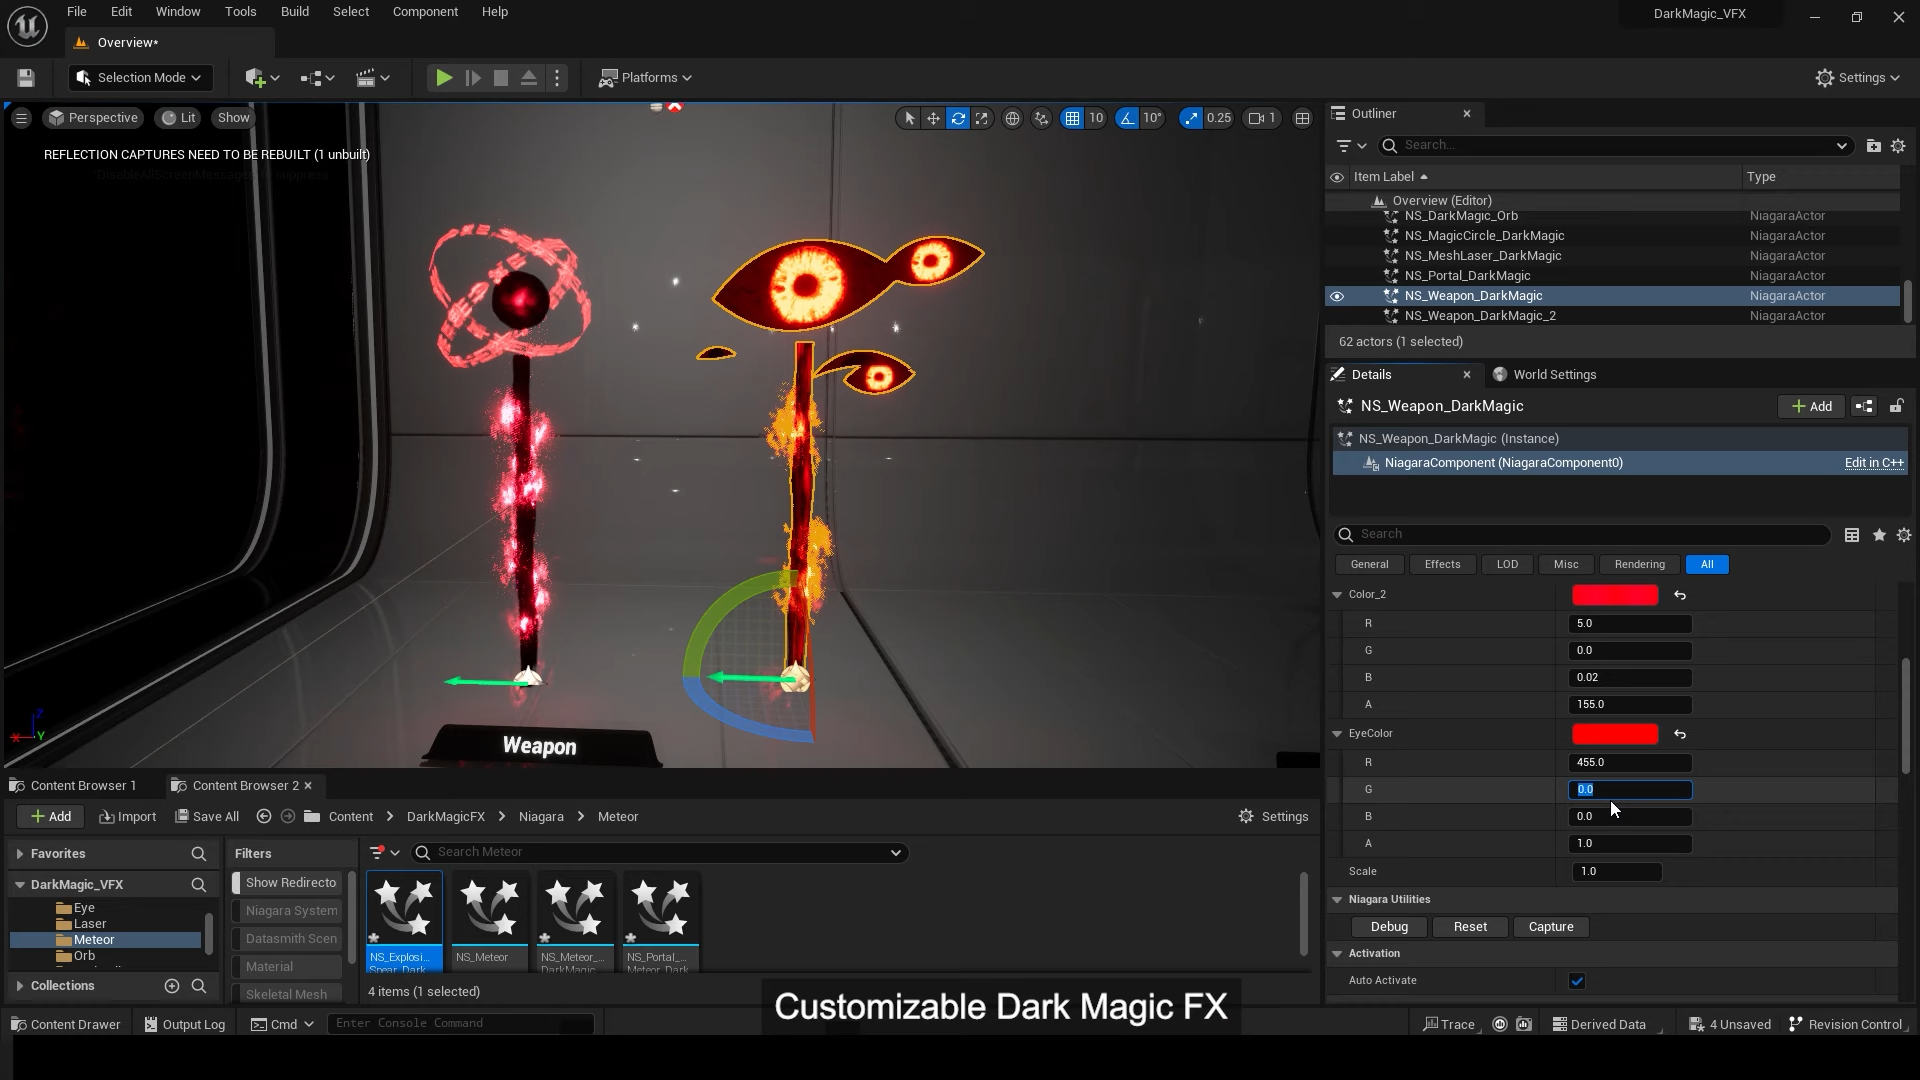 File Edit Window Tools Build Select Component Help
DarkMagic_VFX
Overview*
Selection Mode
Platforms
Settings
Perspective Lit Show
10 10° 0.25 1
REFLECTION CAPTURES NEED TO BE REBUILT (1 unbuilt)
Outliner
Search...
Item Label Type
Overview (Editor)
NS_DarkMagic_Orb NiagaraActor
NS_MagicCircle_DarkMagic NiagaraActor
NS_MeshLaser_DarkMagic NiagaraActor
NS_Portal_DarkMagic NiagaraActor
NS_Weapon_DarkMagic NiagaraActor
NS_Weapon_DarkMagic_2 NiagaraActor
62 actors (1 selected)
Details World Settings
NS_Weapon_DarkMagic
Add
NS_Weapon_DarkMagic (Instance)
NiagaraComponent (NiagaraComponent0) Edit in C++
Search
General Effects LOD Misc Rendering All
Color_2
R 5.0
G 0.0
B 0.02
A 155.0
EyeColor
R 455.0
G 0.0
B 0.0
A 1.0
Scale 1.0
Niagara Utilities
Debug Reset Capture
Activation
Auto Activate
Z
X Y
Weapon
Content Browser 1 Content Browser 2
Add Import Save All Content DarkMagicFX Niagara Meteor Settings
Favorites
DarkMagic_VFX
Eye
Laser
Meteor
Orb
Collections
Filters
Show Redirecto
Niagara System
Datasmith Scen
Material
Skeletal Mesh
Search Meteor
NS_Explosi...
Spear_Dark
NS_Meteor
NS_Meteor_...
DarkMagic
NS_Portal_...
Meteor_Dark
4 items (1 selected)
Customizable Dark Magic FX
Content Drawer Output Log Cmd Enter Console Command
Trace Derived Data 4 Unsaved Revision Control